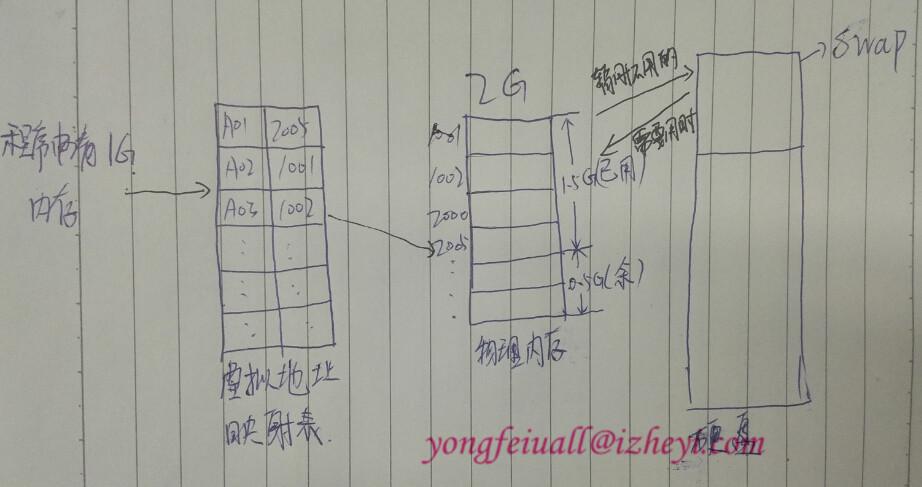 程序申请1G
内存
A01 2005
A02 1001
A03 1002
虚拟地址
映射表
2G
1001
1002
2000
2005
1.5G(已用)
0.5G(余)
物理内存
暂时不用的
需要用时
swap
硬盘
yongfeiuall@izheyi.com